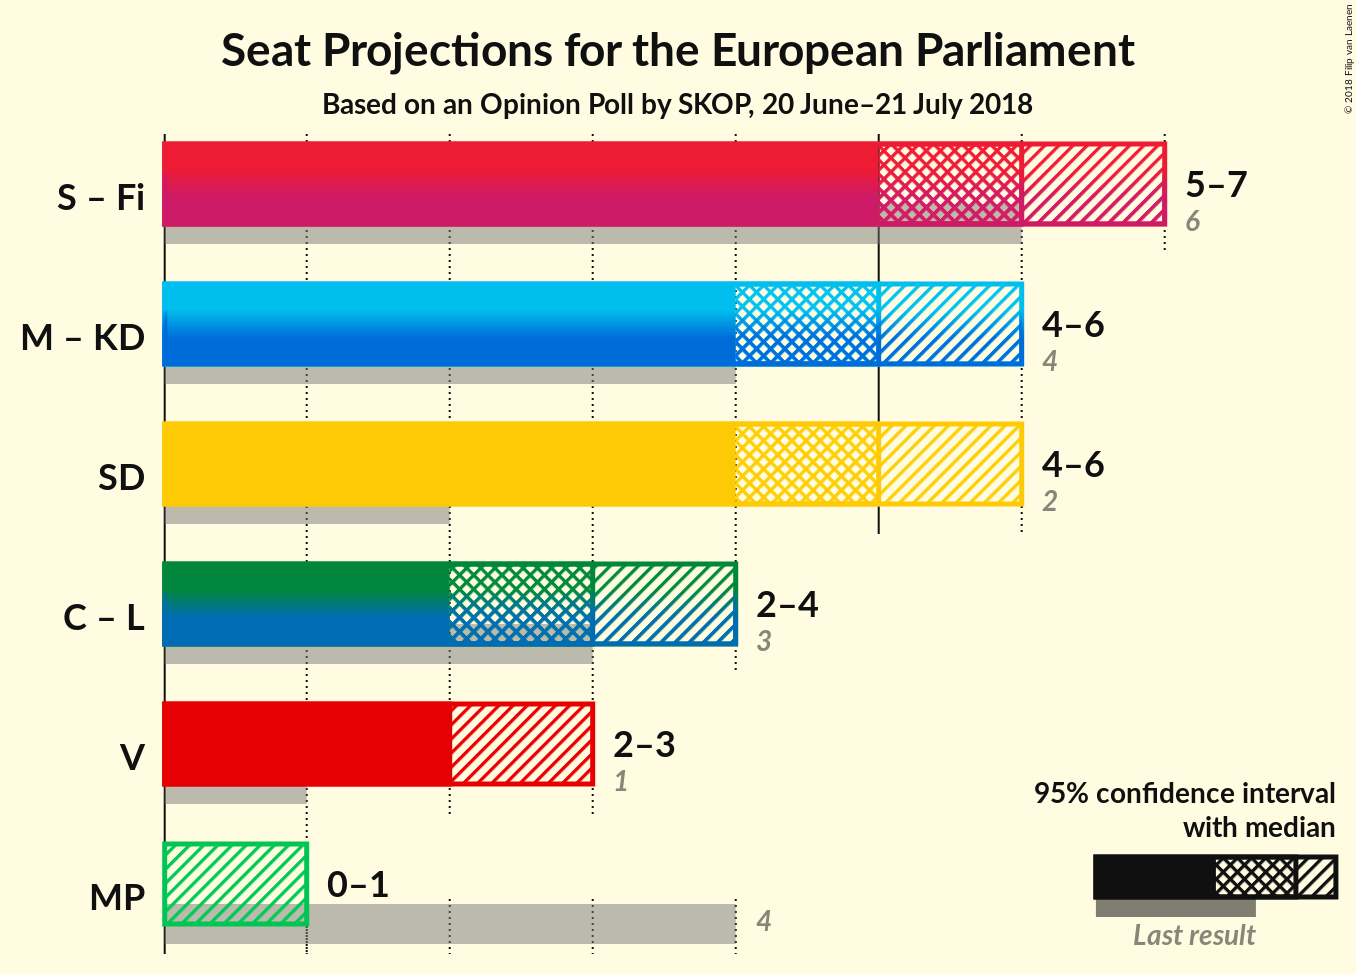 Seat Projections for the European Parliament
Based on an Opinion Poll by SKOP, 20 June–21 July 2018
© 2018 Filip van Laenen
S – Fi
5–7
6
M – KD
4–6
4
SD
4–6
2
C – L
2–4
3
V
2–3
1
MP
0–1
4
95% confidence interval
with median
Last result